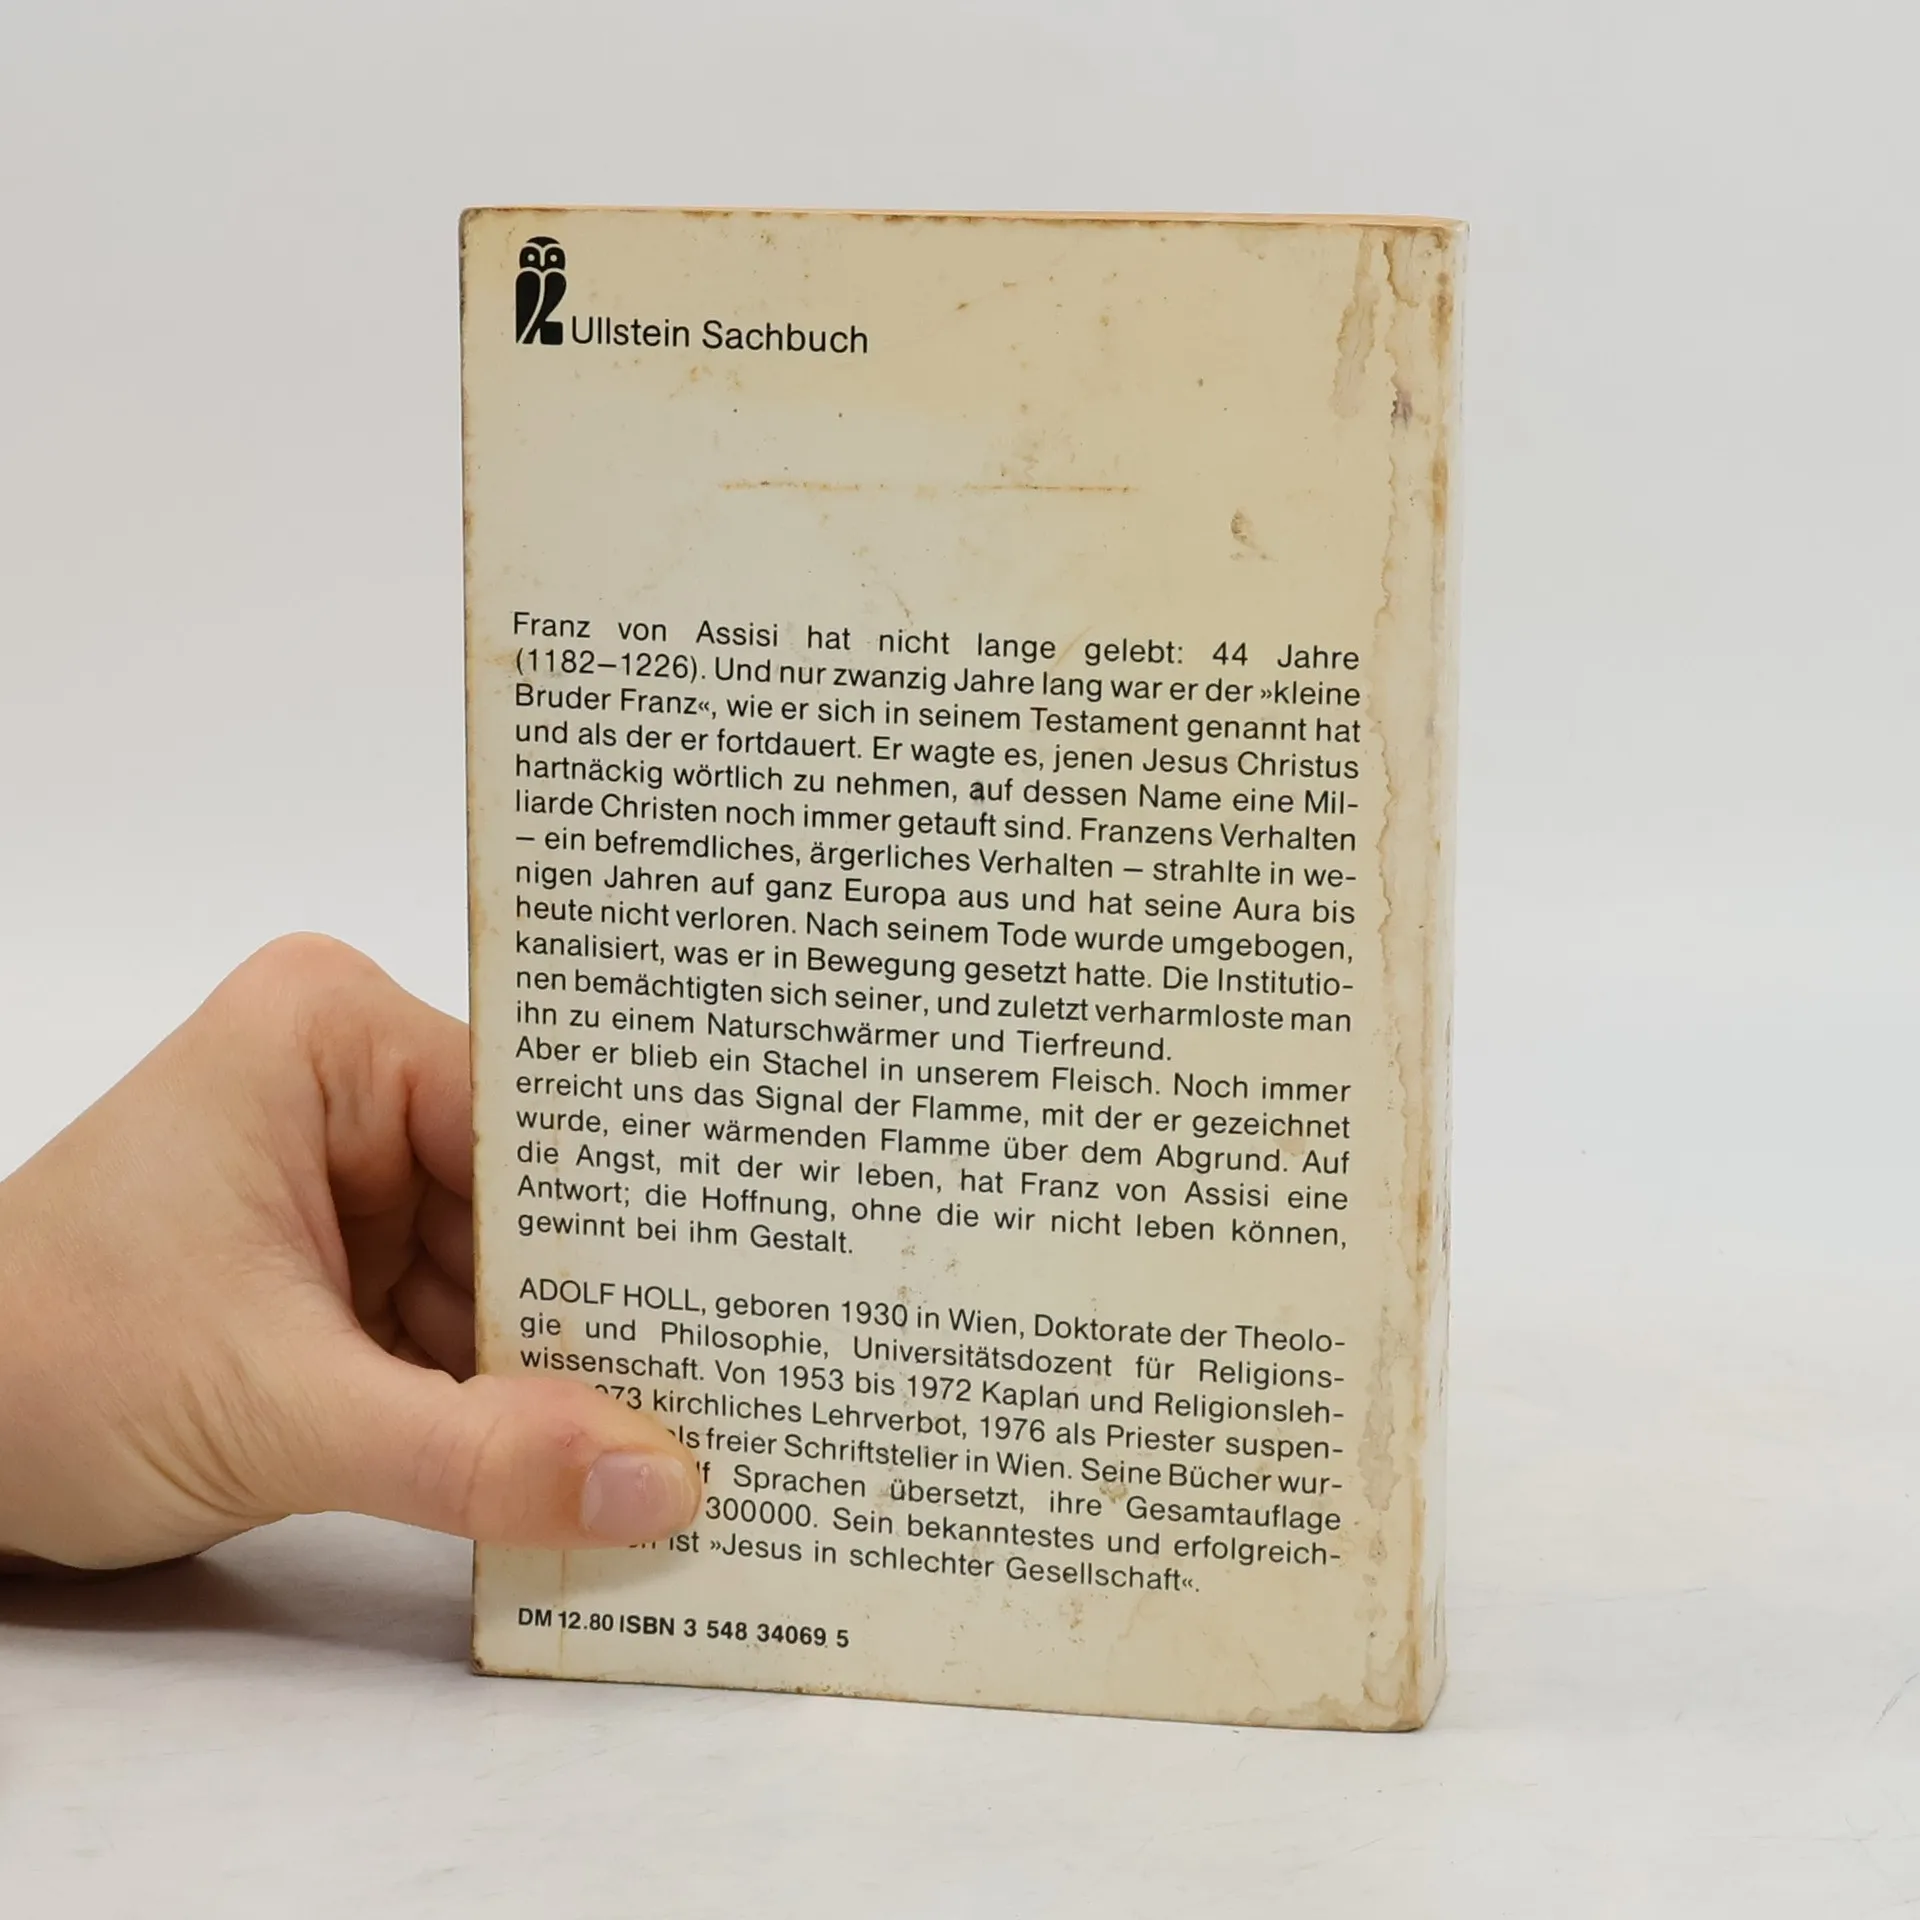 Ullstein Sachbuch
Franz von Assisi hat nicht lange gelebt: 44 Jahre
(1182–1226). Und nur zwanzig Jahre lang war er der »kleine
Bruder Franz«, wie er sich in seinem Testament genannt hat
und als der er fortdauert. Er wagte es, jenen Jesus Christus
hartnäckig wörtlich zu nehmen, auf dessen Name eine Mil-
liarde Christen noch immer getauft sind. Franzens Verhalten
– ein befremdliches, ärgerliches Verhalten – strahlte in we-
nigen Jahren auf ganz Europa aus und hat seine Aura bis
heute nicht verloren. Nach seinem Tode wurde umgebogen,
kanalisiert, was er in Bewegung gesetzt hatte. Die Institutio-
nen bemächtigten sich seiner, und zuletzt verharmloste man
ihn zu einem Naturschwärmer und Tierfreund.
Aber er blieb ein Stachel in unserem Fleisch. Noch immer
erreicht uns das Signal der Flamme, mit der er gezeichnet
wurde, einer wärmenden Flamme über dem Abgrund. Auf
die Angst, mit der wir leben, hat Franz von Assisi eine
Antwort; die Hoffnung, ohne die wir nicht leben können,
gewinnt bei ihm Gestalt.
ADOLF HOLL, geboren 1930 in Wien, Doktorate der Theolo-
gie und Philosophie, Universitätsdozent für Religions-
wissenschaft. Von 1953 bis 1972 Kaplan und Religionsleh-
kirchliches Lehrverbot, 1976 als Priester suspen-
freier Schriftsteller in Wien. Seine Bücher wur-
Sprachen übersetzt, ihre Gesamtauflage
300000. Sein bekanntestes und erfolgreich-
ist »Jesus in schlechter Gesellschaft«.
DM 12.80 ISBN 3 548 34069 5